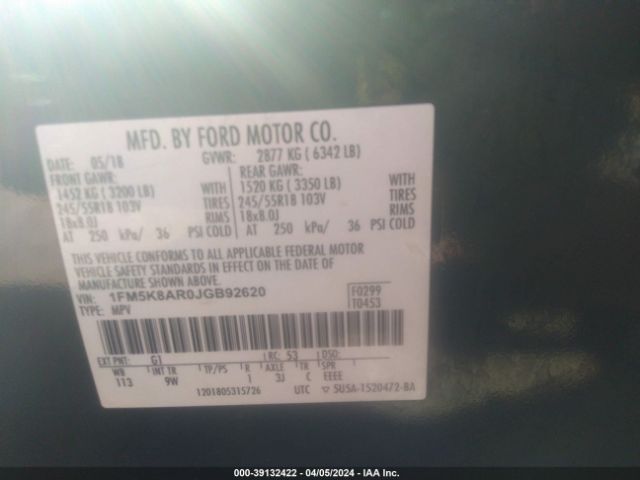 MFD. BY FORD MOTOR CO.
DATE: 05/18 GVWR: 2877 KG ( 6342 LB)
FRONT GAWR: REAR GAWR:
1452 KG ( 3200 LB) WITH 1520 KG ( 3350 LB) WITH
245/55R18 103V TIRES 245/55R18 103V TIRES
18x8.0J RIMS 18x8.0J RIMS
AT 250 kPa/ 36 PSI COLD AT 250 kPa/ 36 PSI COLD
THIS VEHICLE CONFORMS TO ALL APPLICABLE FEDERAL MOTOR
VEHICLE SAFETY STANDARDS IN EFFECT ON THE DATE OF
MANUFACTURE SHOWN ABOVE.
VIN: 1FM5K8AR0JGB92620 F0299
TYPE: MPV T0453
EXT PNT: G1 RC: 53 DSO:
WB INT TR TP/PS R AXLE TR SPR
113 9W 1 3J C EEEE
1201805315726 UTC ▽ 5U5A-1520472-BA
000-39132422 / 04/05/2024 - IAA Inc.